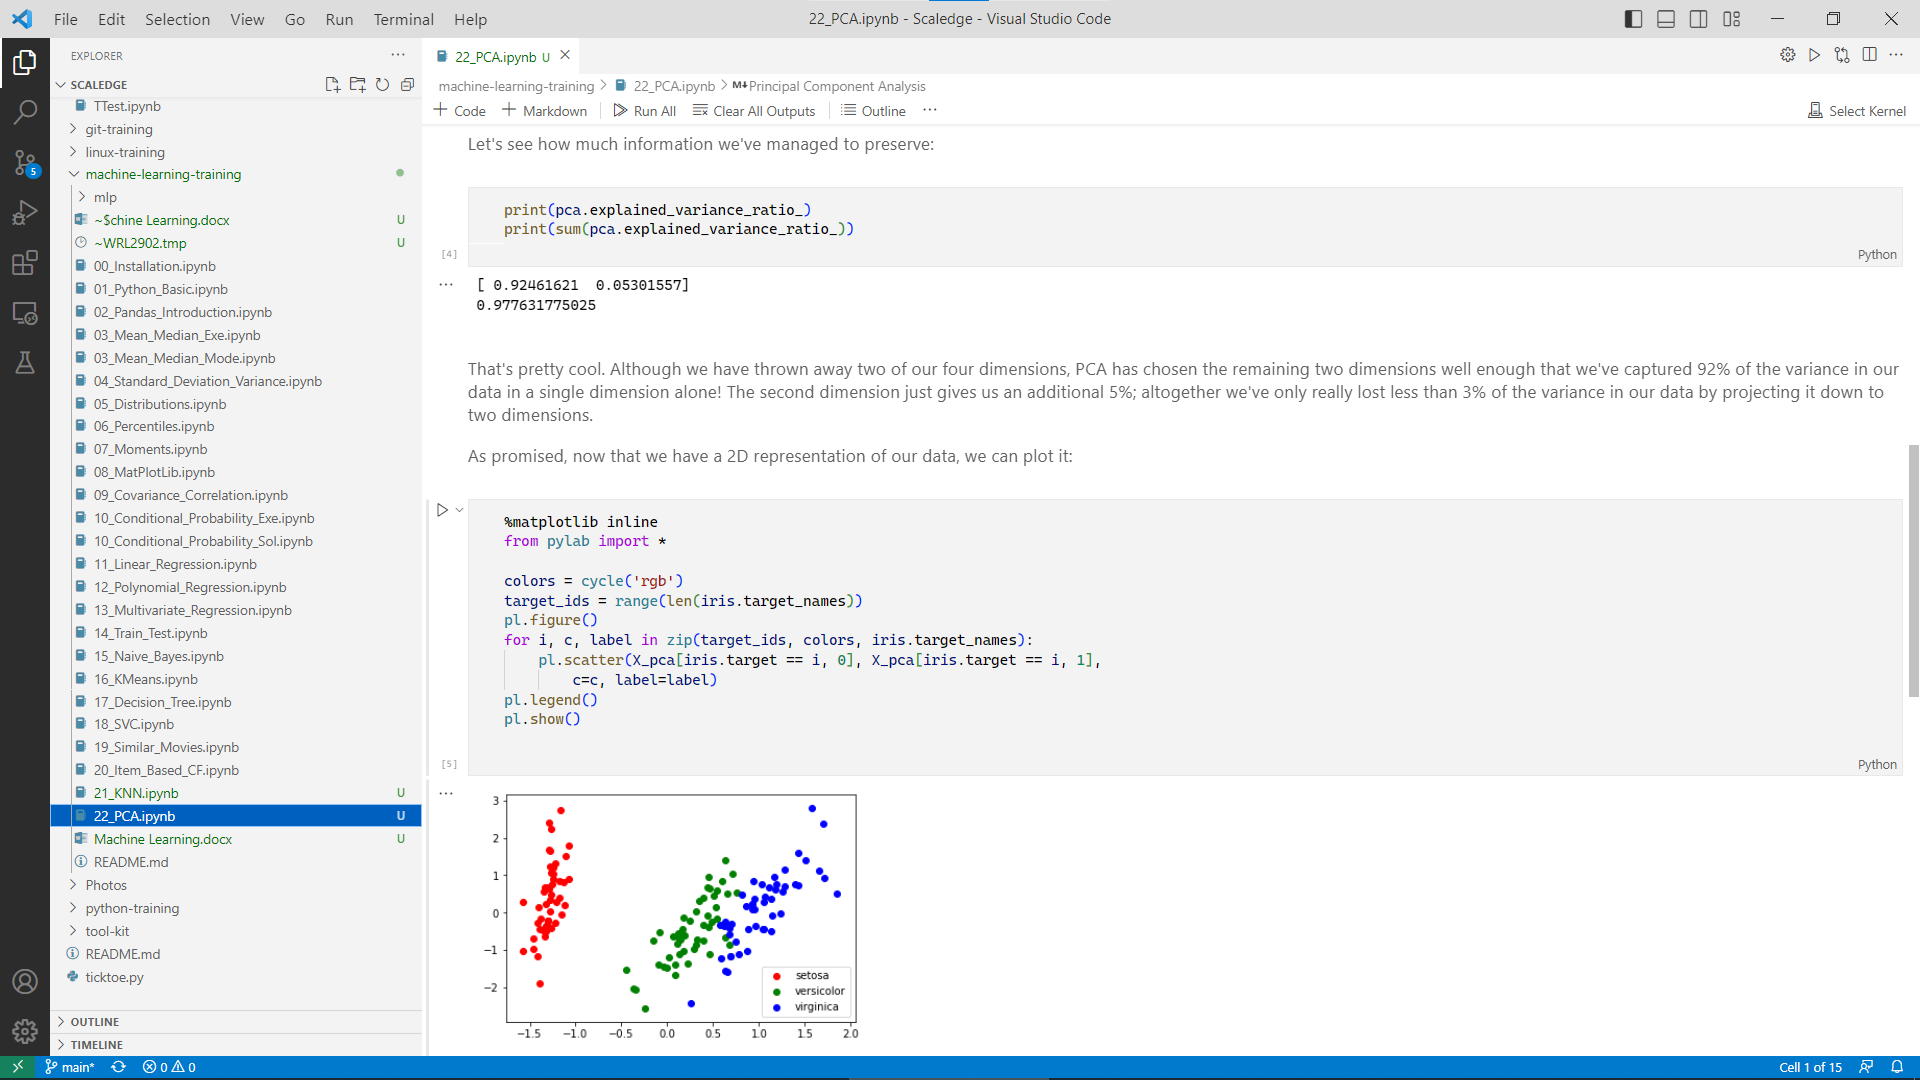 File Edit Selection View Go Run Terminal Help
22_PCA.ipynb - Scaledge - Visual Studio Code
EXPLORER
SCALEDGE
TTest.ipynb
git-training
linux-training
machine-learning-training
mlp
~$chine Learning.docx U
~WRL2902.tmp U
00_Installation.ipynb
01_Python_Basic.ipynb
02_Pandas_Introduction.ipynb
03_Mean_Median_Exe.ipynb
03_Mean_Median_Mode.ipynb
04_Standard_Deviation_Variance.ipynb
05_Distributions.ipynb
06_Percentiles.ipynb
07_Moments.ipynb
08_MatPlotLib.ipynb
09_Covariance_Correlation.ipynb
10_Conditional_Probability_Exe.ipynb
10_Conditional_Probability_Sol.ipynb
11_Linear_Regression.ipynb
12_Polynomial_Regression.ipynb
13_Multivariate_Regression.ipynb
14_Train_Test.ipynb
15_Naive_Bayes.ipynb
16_KMeans.ipynb
17_Decision_Tree.ipynb
18_SVC.ipynb
19_Similar_Movies.ipynb
20_Item_Based_CF.ipynb
21_KNN.ipynb U
22_PCA.ipynb U
Machine Learning.docx U
README.md
Photos
python-training
tool-kit
README.md
ticktoe.py
OUTLINE
TIMELINE
5
22_PCA.ipynb U
machine-learning-training > 22_PCA.ipynb > M↓Principal Component Analysis
+ Code + Markdown Run All Clear All Outputs Outline ···
Select Kernel
Let's see how much information we've managed to preserve:
print(pca.explained_variance_ratio_)
print(sum(pca.explained_variance_ratio_))
[4] Python
[ 0.92461621  0.05301557]
0.977631775025
That's pretty cool. Although we have thrown away two of our four dimensions, PCA has chosen the remaining two dimensions well enough that we've captured 92% of the variance in our
data in a single dimension alone! The second dimension just gives us an additional 5%; altogether we've only really lost less than 3% of the variance in our data by projecting it down to
two dimensions.
As promised, now that we have a 2D representation of our data, we can plot it:
%matplotlib inline
from pylab import *
colors = cycle('rgb')
target_ids = range(len(iris.target_names))
pl.figure()
for i, c, label in zip(target_ids, colors, iris.target_names):
    pl.scatter(X_pca[iris.target == i, 0], X_pca[iris.target == i, 1],
        c=c, label=label)
pl.legend()
pl.show()
[5] Python
3
2
1
0
−1
−2
setosa
versicolor
virginica
−1.5 −1.0 −0.5 0.0 0.5 1.0 1.5 2.0
main* 0 0
Cell 1 of 15